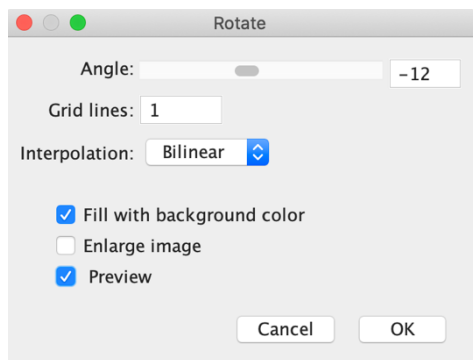 Rotate
Angle: -12
Grid lines: 1
Interpolation: Bilinear
Fill with background color
Enlarge image
Preview
Cancel OK